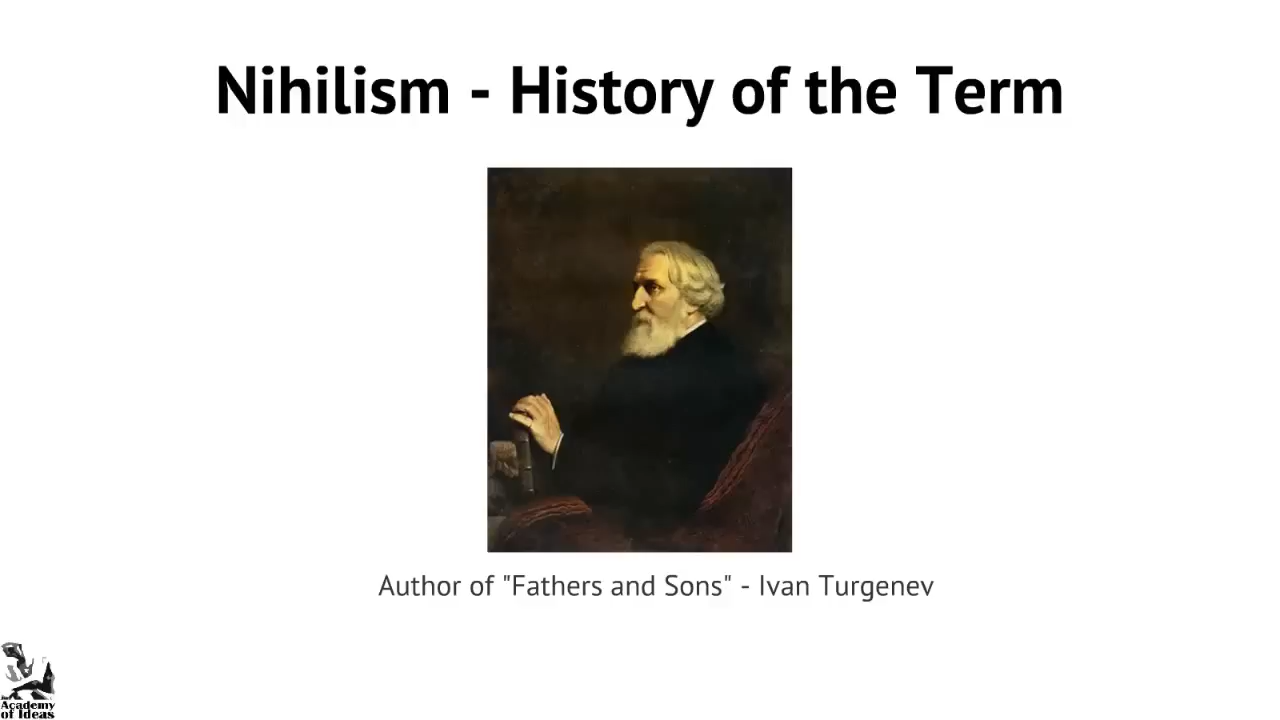 Nihilism - History of the Term
Author of "Fathers and Sons" - Ivan Turgenev
Academy
of Ideas